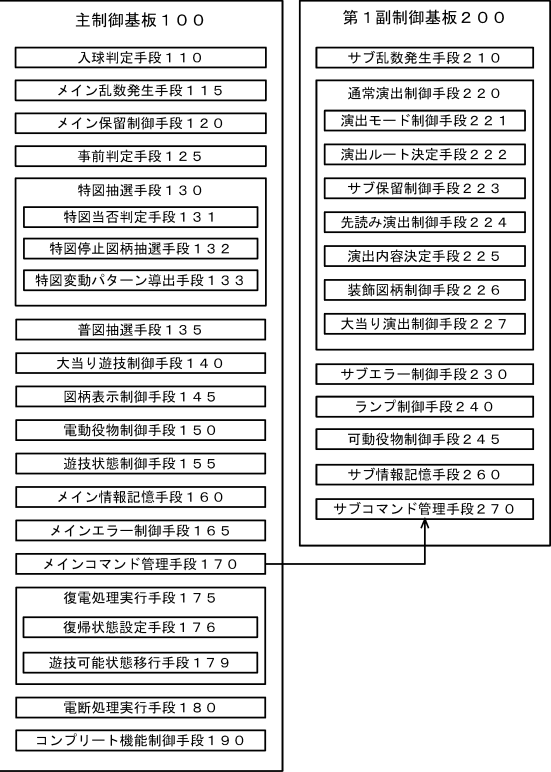 主制御基板１００
入球判定手段１１０
メイン乱数発生手段１１５
メイン保留制御手段１２０
事前判定手段１２５
特図抽選手段１３０
特図当否判定手段１３１
特図停止図柄抽選手段１３２
特図変動パターン導出手段１３３
普図抽選手段１３５
大当り遊技制御手段１４０
図柄表示制御手段１４５
電動役物制御手段１５０
遊技状態制御手段１５５
メイン情報記憶手段１６０
メインエラー制御手段１６５
メインコマンド管理手段１７０
復電処理実行手段１７５
復帰状態設定手段１７６
遊技可能状態移行手段１７９
電断処理実行手段１８０
コンプリート機能制御手段１９０
第１副制御基板２００
サブ乱数発生手段２１０
通常演出制御手段２２０
演出モード制御手段２２１
演出ルート決定手段２２２
サブ保留制御手段２２３
先読み演出制御手段２２４
演出内容決定手段２２５
装飾図柄制御手段２２６
大当り演出制御手段２２７
サブエラー制御手段２３０
ランプ制御手段２４０
可動役物制御手段２４５
サブ情報記憶手段２６０
サブコマンド管理手段２７０